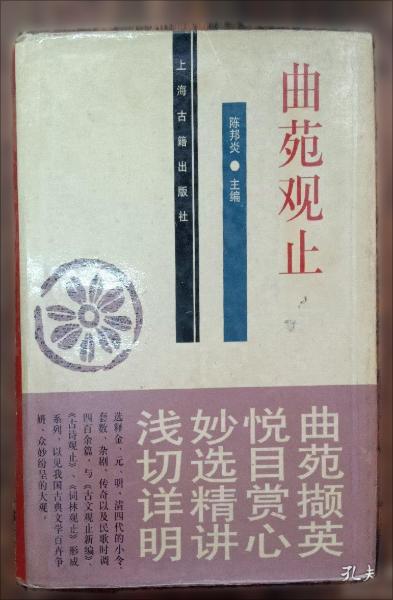 曲苑观止
陈邦炎●主编
上海古籍出版社
曲苑撷英
悦目赏心
妙选精讲
浅切详明
选释金、元、明、清四代的小令、
套数、杂剧、传奇以及民歌时调
四百余篇，与《古文观止新编》、
《古诗观止》、《词林观止》形成
系列，以见我国古典文学百卉争
妍、众妙纷呈的大观。
孔夫